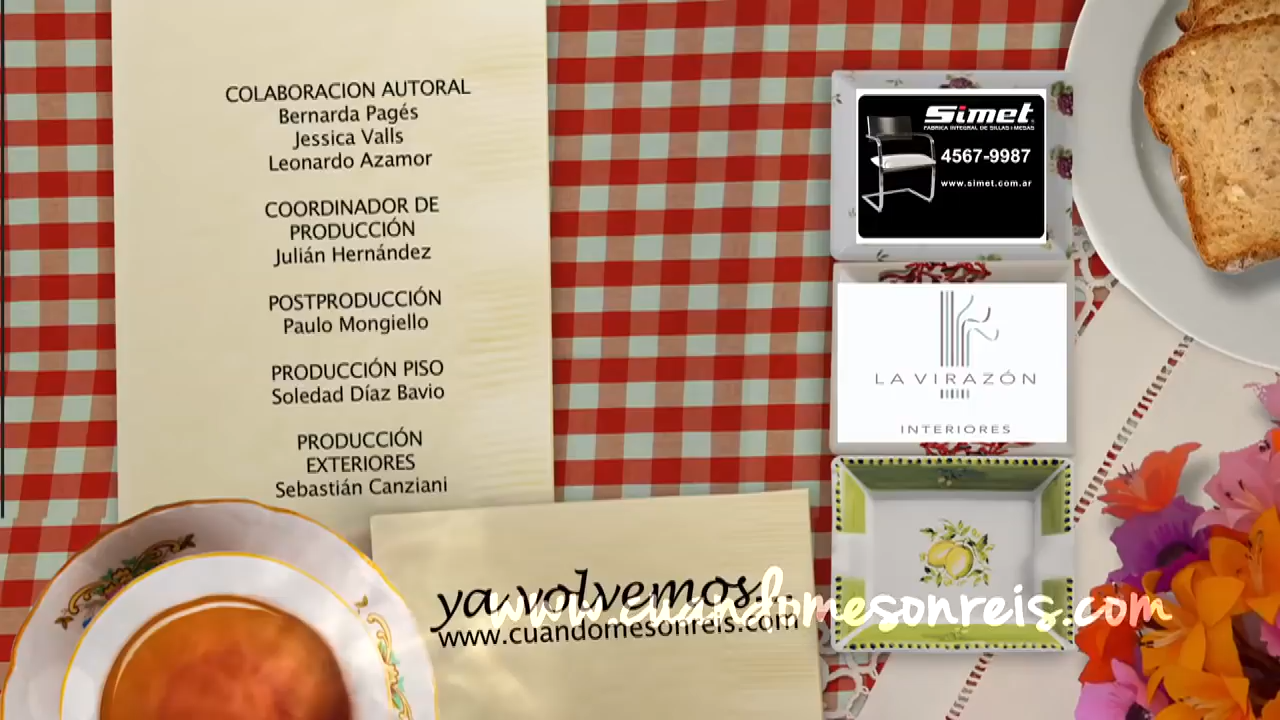 COLABORACION AUTORAL
Bernarda Pagés
Jessica Valls
Leonardo Azamor
COORDINADOR DE
PRODUCCIÓN
Julián Hernández
POSTPRODUCCIÓN
Paulo Mongiello
PRODUCCIÓN PISO
Soledad Díaz Bavio
PRODUCCIÓN
EXTERIORES
Sebastián Canziani
ya volvemos...
www.cuandomesonreis.com
www.cuandomesonreis.com
Simet
FABRICA INTEGRAL DE SILLAS Y MESAS
4567-9987
www.simet.com.ar
LA VIRAZÓN
INTERIORES